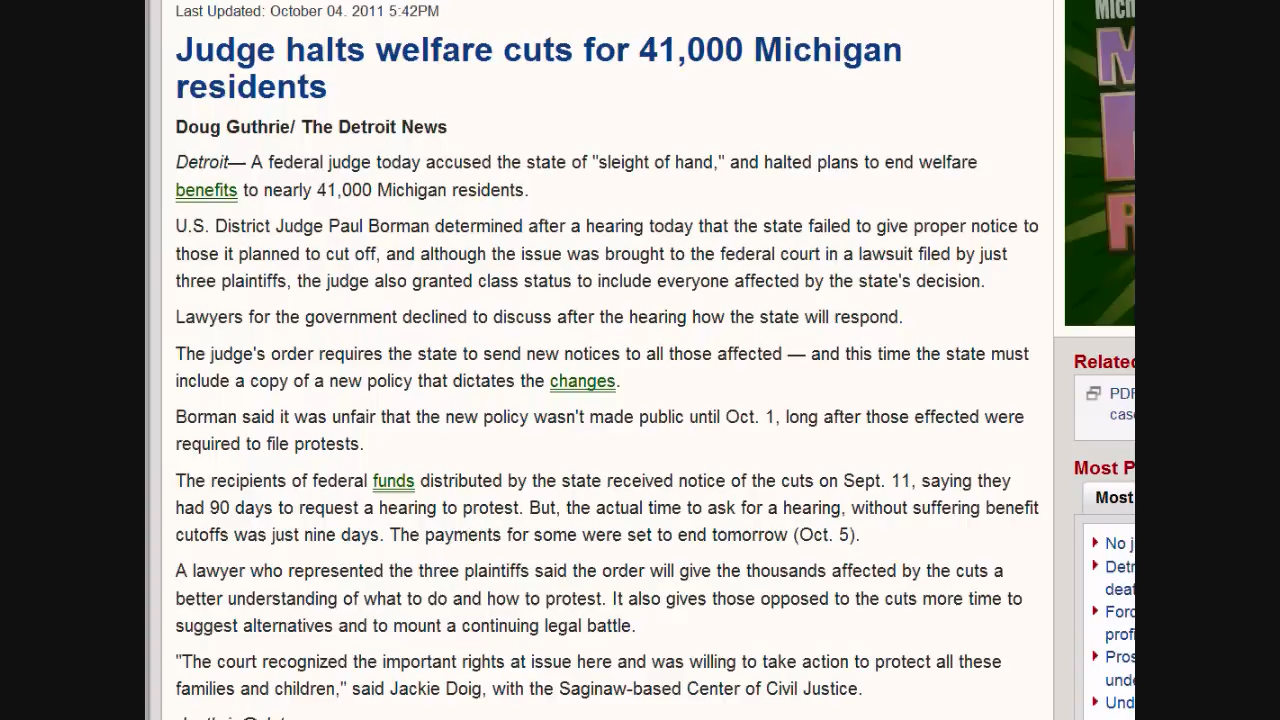 Last Updated: October 04. 2011 5:42PM
Judge halts welfare cuts for 41,000 Michigan
residents
Doug Guthrie/ The Detroit News
Detroit— A federal judge today accused the state of "sleight of hand," and halted plans to end welfare
benefits to nearly 41,000 Michigan residents.
U.S. District Judge Paul Borman determined after a hearing today that the state failed to give proper notice to
those it planned to cut off, and although the issue was brought to the federal court in a lawsuit filed by just
three plaintiffs, the judge also granted class status to include everyone affected by the state's decision.
Lawyers for the government declined to discuss after the hearing how the state will respond.
The judge's order requires the state to send new notices to all those affected — and this time the state must
include a copy of a new policy that dictates the changes.
Borman said it was unfair that the new policy wasn't made public until Oct. 1, long after those effected were
required to file protests.
The recipients of federal funds distributed by the state received notice of the cuts on Sept. 11, saying they
had 90 days to request a hearing to protest. But, the actual time to ask for a hearing, without suffering benefit
cutoffs was just nine days. The payments for some were set to end tomorrow (Oct. 5).
A lawyer who represented the three plaintiffs said the order will give the thousands affected by the cuts a
better understanding of what to do and how to protest. It also gives those opposed to the cuts more time to
suggest alternatives and to mount a continuing legal battle.
"The court recognized the important rights at issue here and was willing to take action to protect all these
families and children," said Jackie Doig, with the Saginaw-based Center of Civil Justice.
Mich
M
R
Relate
PDF
cas
Most P
Most
No j
Detr
deat
Forc
profi
Pros
unde
Und